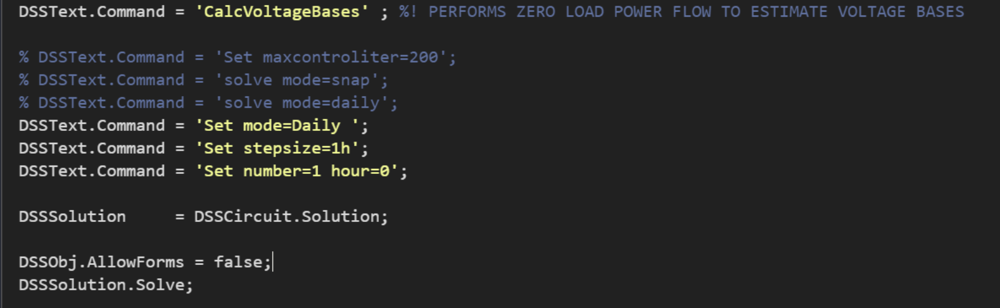 DSSText.Command = 'CalcVoltageBases' ; %! PERFORMS ZERO LOAD POWER FLOW TO ESTIMATE VOLTAGE BASES
% DSSText.Command = 'Set maxcontroliter=200';
% DSSText.Command = 'solve mode=snap';
% DSSText.Command = 'solve mode=daily';
DSSText.Command = 'Set mode=Daily ';
DSSText.Command = 'Set stepsize=1h';
DSSText.Command = 'Set number=1 hour=0';
DSSSolution     = DSSCircuit.Solution;
DSSObj.AllowForms = false;
DSSSolution.Solve;